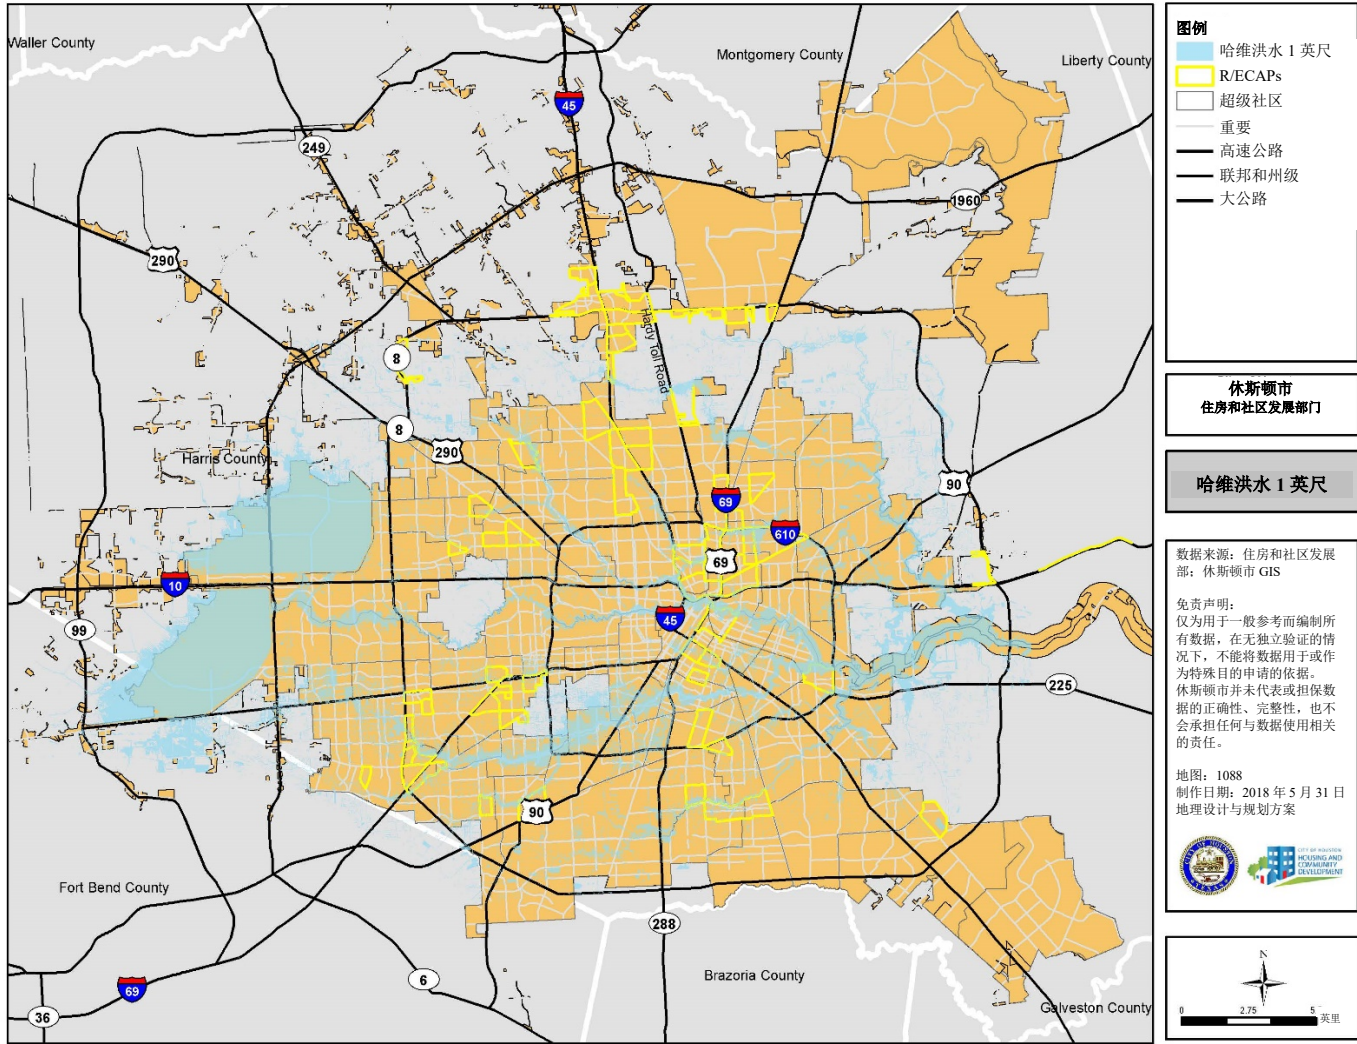 Waller County
Montgomery County
Liberty County
45
249
1960
290
Hardy Toll Road
8
8
290
Harris County
90
69
610
69
10
45
99
225
90
Fort Bend County
288
Brazoria County
6
69
36
Galveston County
图例
哈维洪水 1 英尺
R/ECAPs
超级社区
重要
高速公路
联邦和州级
大公路
休斯顿市
住房和社区发展部门
哈维洪水 1 英尺
数据来源：住房和社区发展
部；休斯顿市 GIS
免责声明：
仅为用于一般参考而编制所
有数据，在无独立验证的情
况下，不能将数据用于或作
为特殊目的申请的依据。
休斯顿市并未代表或担保数
据的正确性、完整性，也不
会承担任何与数据使用相关
的责任。
地图：1088
制作日期：2018 年 5 月 31 日
地理设计与规划方案
CITY OF HOUSTON
TEXAS
CITY OF HOUSTON
HOUSING AND
COMMUNITY
DEVELOPMENT
N
0 2.75 5
英里